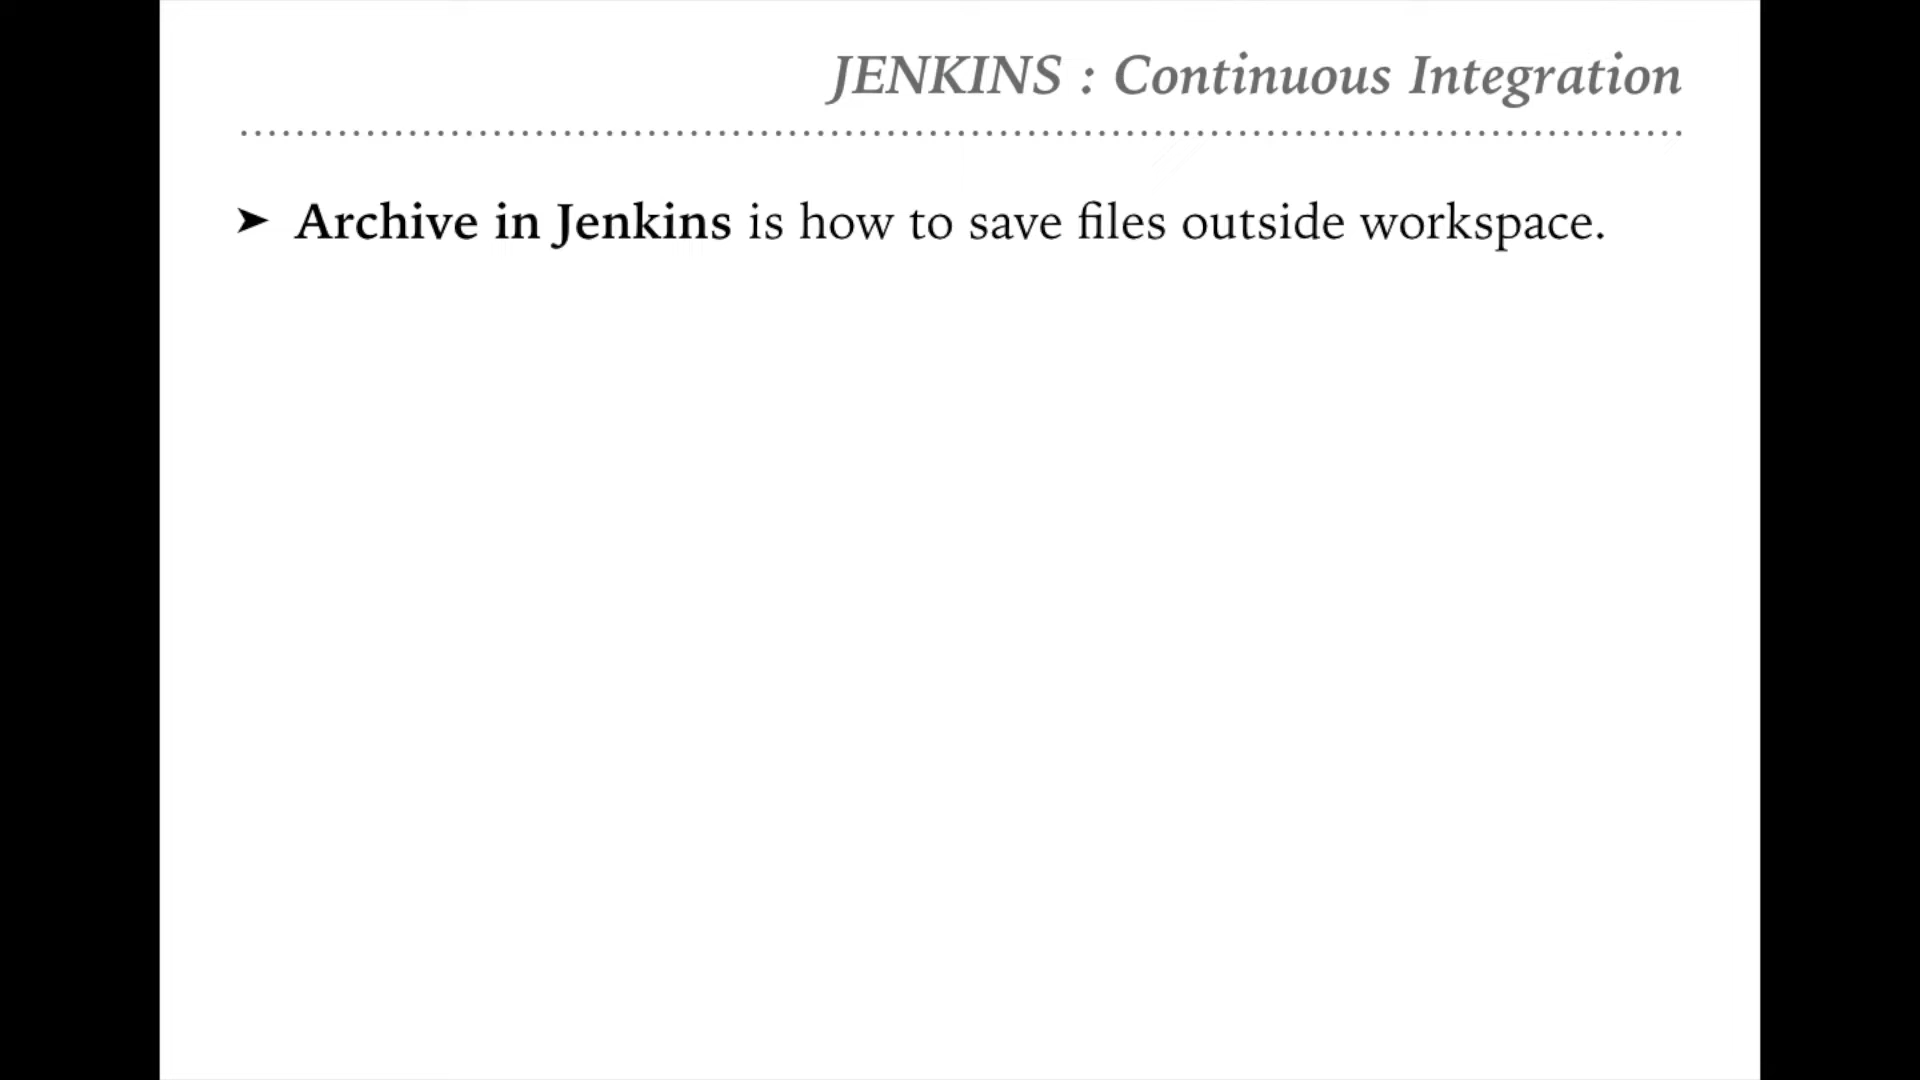 JENKINS : Continuous Integration
➤ Archive in Jenkins is how to save files outside workspace.